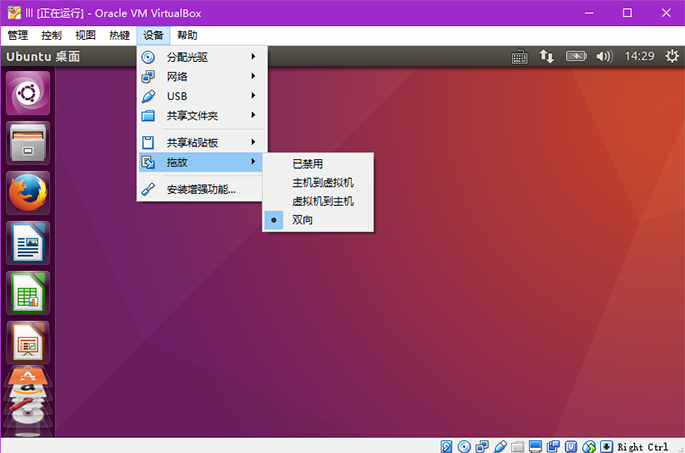 lll [正在运行] - Oracle VM VirtualBox
管理 控制 视图 热键 设备 帮助
Ubuntu 桌面 14:29
分配光驱
网络
USB
共享文件夹
共享粘贴板
拖放
已禁用
主机到虚拟机
虚拟机到主机
双向
安装增强功能...
Right Ctrl